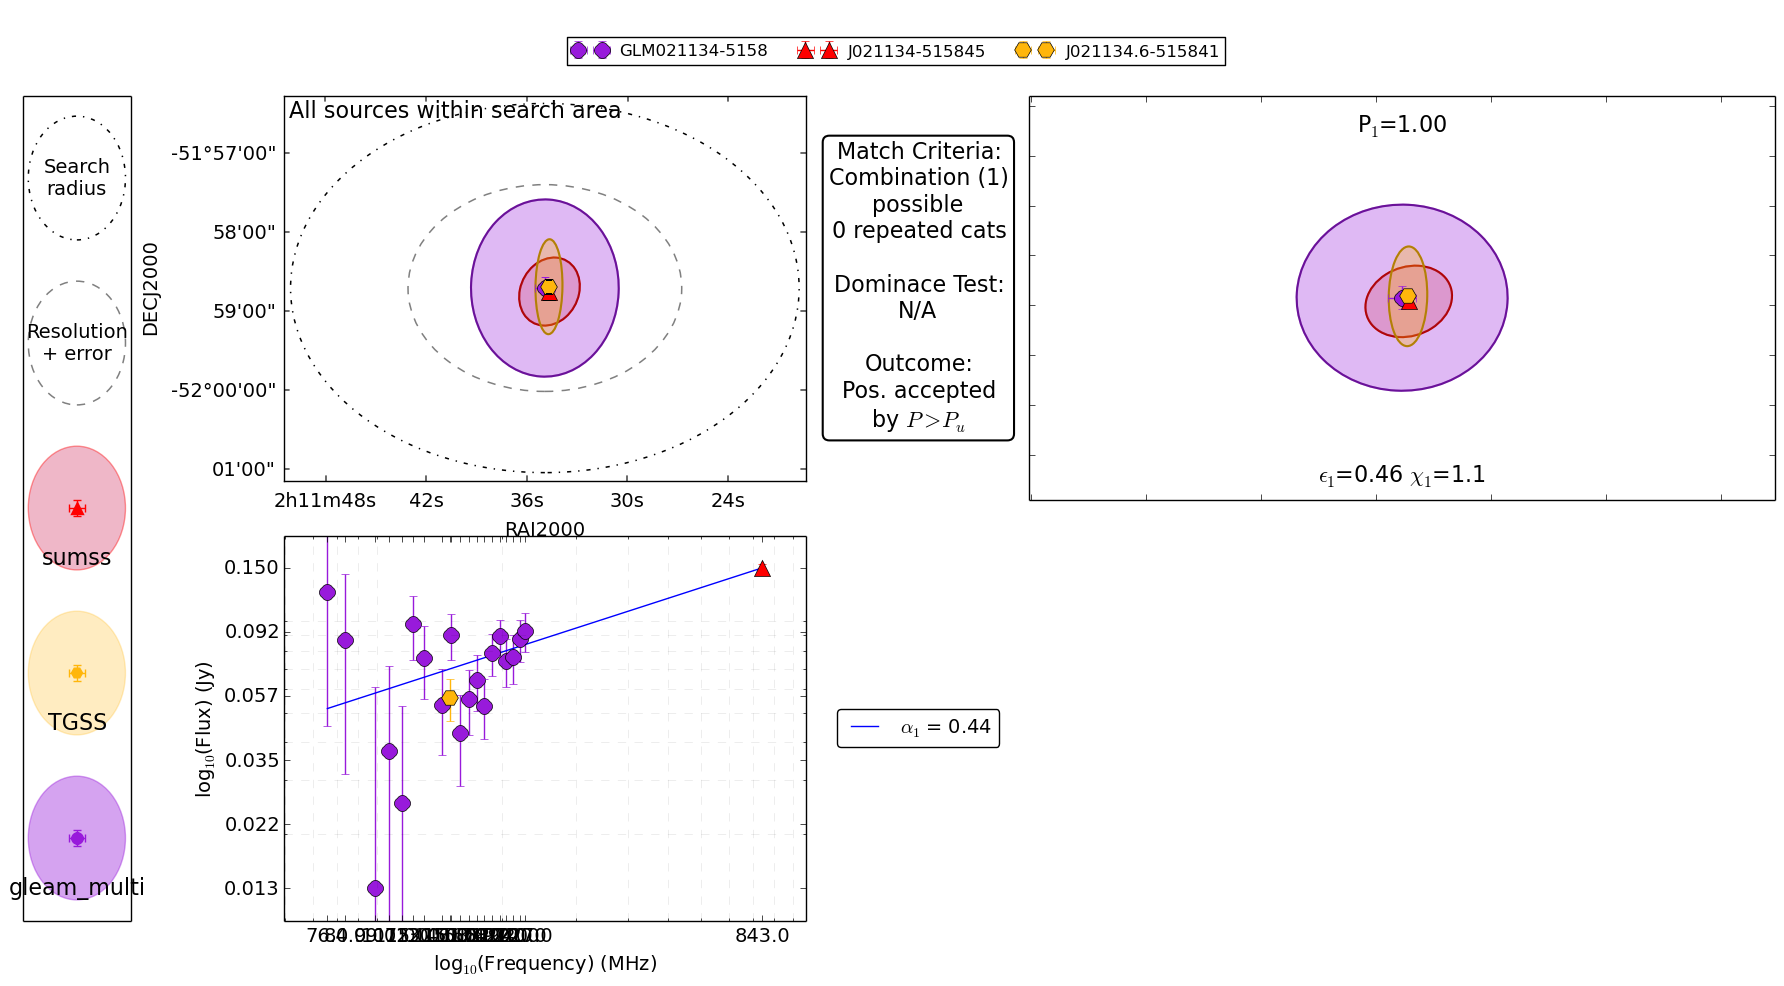 GLM021134-5158 J021134-515845 J021134.6-515841
Search
radius
Resolution
+ error
sumss
TGSS
gleam_multi
All sources within search area
DECJ2000
-51°57'00"
58'00"
59'00"
-52°00'00"
01'00"
2h11m48s 42s 36s 30s 24s
RAJ2000
Match Criteria:
Combination (1)
possible
0 repeated cats
Dominace Test:
N/A
Outcome:
Pos. accepted
by P>Pu
P1=1.00
ϵ1=0.46 χ1=1.1
log10(Flux) (Jy)
0.150
0.092
0.057
0.035
0.022
0.013
843.0
log10(Frequency) (MHz)
α1 = 0.44